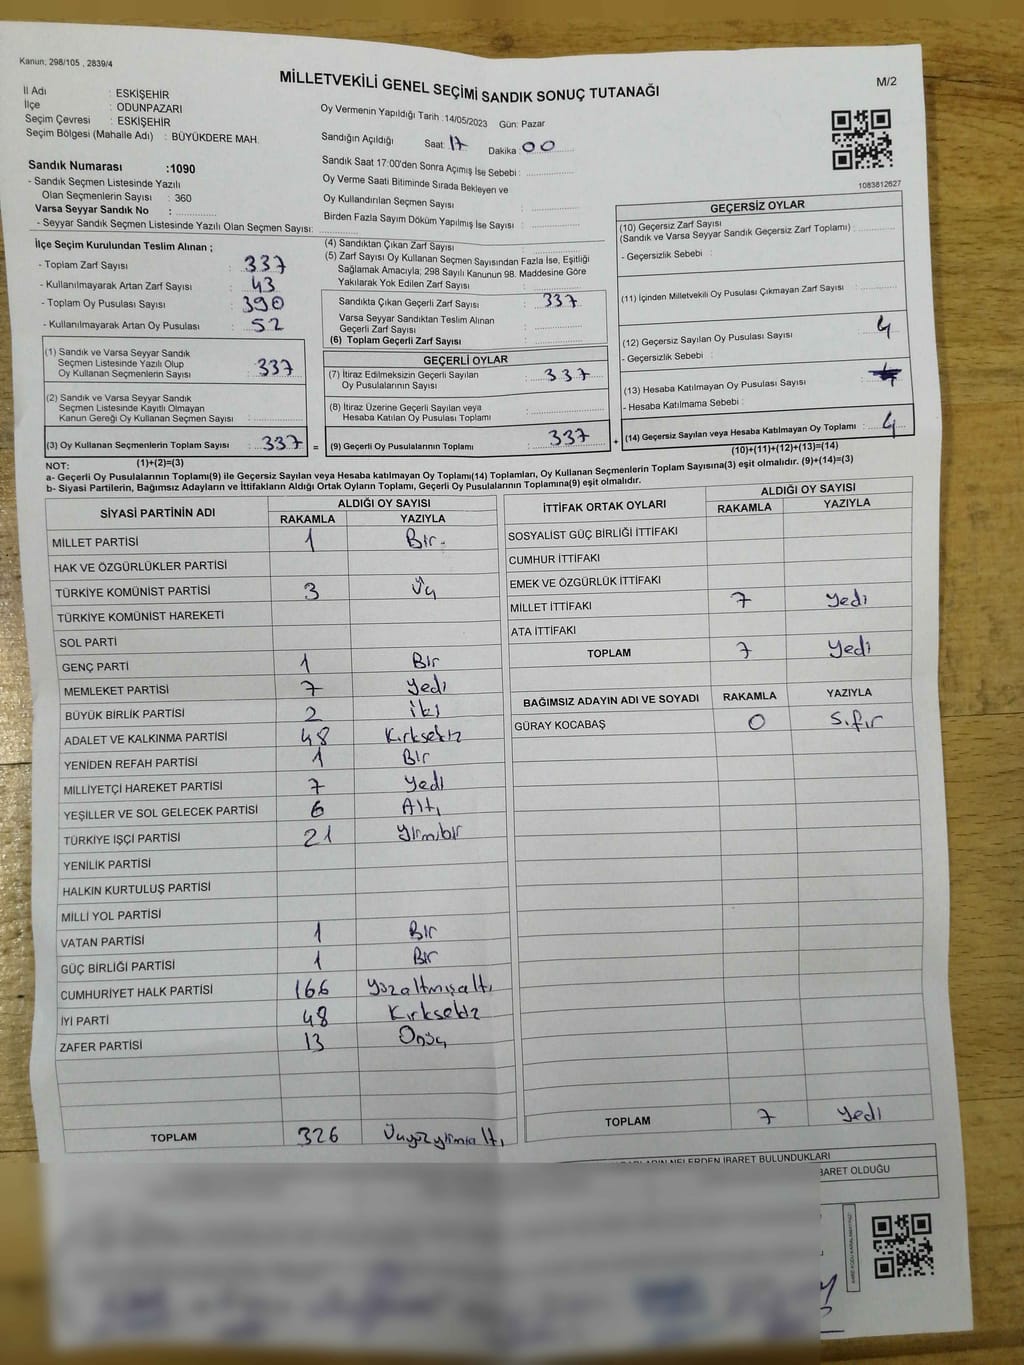 Kanun; 298/105 , 2839/4
MİLLETVEKİLİ GENEL SEÇİMİ SANDIK SONUÇ TUTANAĞI
M/2
İl Adı : ESKİŞEHİR
İlçe : ODUNPAZARI
Seçim Çevresi : ESKİŞEHİR
Seçim Bölgesi (Mahalle Adı) : BÜYÜKDERE MAH.
Oy Vermenin Yapıldığı Tarih : 14/05/2023 Gün: Pazar
Sandığın Açıldığı Saat: 17 Dakika : 00
Sandık Saat 17:00'den Sonra Açımış İse Sebebi :
Oy Verme Saati Bitiminde Sırada Bekleyen ve
Oy Kullandırılan Seçmen Sayısı :
Birden Fazla Sayım Döküm Yapılmış İse Sayısı :
1083812627
Sandık Numarası :1090
- Sandık Seçmen Listesinde Yazılı
Olan Seçmenlerin Sayısı : 360
Varsa Seyyar Sandık No :
- Seyyar Sandık Seçmen Listesinde Yazılı Olan Seçmen Sayısı:
İlçe Seçim Kurulundan Teslim Alınan ;
- Toplam Zarf Sayısı : 337
- Kullanılmayarak Artan Zarf Sayısı : 43
- Toplam Oy Pusulası Sayısı : 390
- Kullanılmayarak Artan Oy Pusulası : 52
(1) Sandık ve Varsa Seyyar Sandık
Seçmen Listesinde Yazılı Olup
Oy Kullanan Seçmenlerin Sayısı : 337
(2) Sandık ve Varsa Seyyar Sandık
Seçmen Listesinde Kayıtlı Olmayan
Kanun Gereği Oy Kullanan Seçmen Sayısı :
(3) Oy Kullanan Seçmenlerin Toplam Sayısı : 337 =
(1)+(2)=(3)
(4) Sandıktan Çıkan Zarf Sayısı :
(5) Zarf Sayısı Oy Kullanan Seçmen Sayısından Fazla İse, Eşitliği
Sağlamak Amacıyla; 298 Sayılı Kanunun 98. Maddesine Göre
Yakılarak Yok Edilen Zarf Sayısı :
Sandıkta Çıkan Geçerli Zarf Sayısı : 337
Varsa Seyyar Sandıktan Teslim Alınan
Geçerli Zarf Sayısı :
(6) Toplam Geçerli Zarf Sayısı :
GEÇERLİ OYLAR
(7) İtiraz Edilmeksizin Geçerli Sayılan
Oy Pusulalarının Sayısı : 337
(8) İtiraz Üzerine Geçerli Sayılan veya
Hesaba Katılan Oy Pusulası Toplamı :
(9) Geçerli Oy Pusulalarının Toplamı : 337 +
GEÇERSİZ OYLAR
(10) Geçersiz Zarf Sayısı
(Sandık ve Varsa Seyyar Sandık Geçersiz Zarf Toplamı) :
- Geçersizlik Sebebi :
(11) İçinden Milletvekili Oy Pusulası Çıkmayan Zarf Sayısı :
(12) Geçersiz Sayılan Oy Pusulası Sayısı : 4
- Geçersizlik Sebebi :
(13) Hesaba Katılmayan Oy Pusulası Sayısı :
- Hesaba Katılmama Sebebi :
(14) Geçersiz Sayılan veya Hesaba Katılmayan Oy Toplamı : 4
(10)+(11)+(12)+(13)=(14)
NOT:
a- Geçerli Oy Pusulalarının Toplamı(9) ile Geçersiz Sayılan veya Hesaba katılmayan Oy Toplamı(14) Toplamları, Oy Kullanan Seçmenlerin Toplam Sayısına(3) eşit olmalıdır. (9)+(14)=(3)
b- Siyasi Partilerin, Bağımsız Adayların ve İttifakların Aldığı Ortak Oyların Toplamı, Geçerli Oy Pusulalarının Toplamına(9) eşit olmalıdır.
SİYASİ PARTİNİN ADI ALDIĞI OY SAYISI
RAKAMLA YAZIYLA
MİLLET PARTİSİ 1 Bir.
HAK VE ÖZGÜRLÜKLER PARTİSİ
TÜRKİYE KOMÜNİST PARTİSİ 3 Üç
TÜRKİYE KOMÜNİST HAREKETİ
SOL PARTİ
GENÇ PARTİ 1 Bir
MEMLEKET PARTİSİ 7 Yedi
BÜYÜK BİRLİK PARTİSİ 2 iki
ADALET VE KALKINMA PARTİSİ 48 Kırksekiz
YENİDEN REFAH PARTİSİ 1 Bir
MİLLİYETÇİ HAREKET PARTİSİ 7 Yedi
YEŞİLLER VE SOL GELECEK PARTİSİ 6 Altı
TÜRKİYE İŞÇİ PARTİSİ 21 Yirmibir
YENİLİK PARTİSİ
HALKIN KURTULUŞ PARTİSİ
MİLLİ YOL PARTİSİ
VATAN PARTİSİ 1 Bir
GÜÇ BİRLİĞİ PARTİSİ 1 Bir
CUMHURİYET HALK PARTİSİ 166 Yüzaltmışaltı
İYİ PARTİ 48 Kırksekiz
ZAFER PARTİSİ 13 Onüç
TOPLAM 326 Üçyüzyirmialtı
İTTİFAK ORTAK OYLARI ALDIĞI OY SAYISI
RAKAMLA YAZIYLA
SOSYALİST GÜÇ BİRLİĞİ İTTİFAKI
CUMHUR İTTİFAKI
EMEK VE ÖZGÜRLÜK İTTİFAKI
MİLLET İTTİFAKI 7 Yedi
ATA İTTİFAKI
TOPLAM 7 Yedi
BAĞIMSIZ ADAYIN ADI VE SOYADI RAKAMLA YAZIYLA
GÜRAY KOCABAŞ 0 Sıfır
TOPLAM 7 Yedi
NELERDEN İBARET BULUNDUKLARI
BARET OLDUĞU